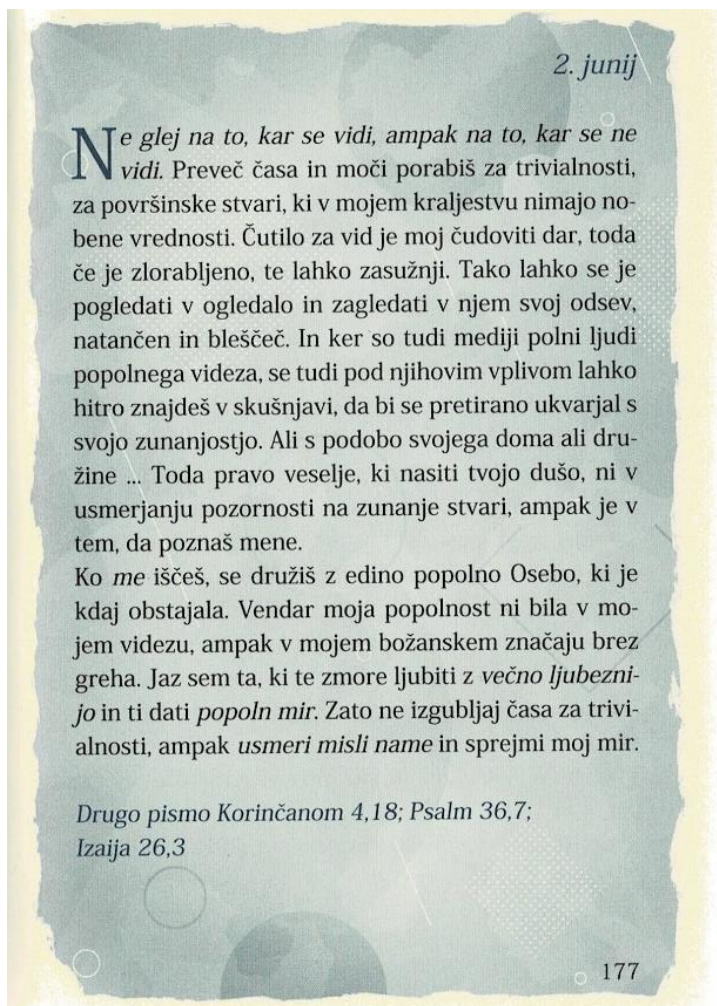 2. junij
Ne glej na to, kar se vidi, ampak na to, kar se ne
vidi. Preveč časa in moči porabiš za trivialnosti,
za površinske stvari, ki v mojem kraljestvu nimajo no-
bene vrednosti. Čutilo za vid je moj čudoviti dar, toda
če je zlorabljeno, te lahko zasužnji. Tako lahko se je
pogledati v ogledalo in zagledati v njem svoj odsev,
natančen in bleščeč. In ker so tudi mediji polni ljudi
popolnega videza, se tudi pod njihovim vplivom lahko
hitro znajdeš v skušnjavi, da bi se pretirano ukvarjal s
svojo zunanjostjo. Ali s podobo svojega doma ali dru-
žine ... Toda pravo veselje, ki nasiti tvojo dušo, ni v
usmerjanju pozornosti na zunanje stvari, ampak je v
tem, da poznaš mene.
Ko me iščeš, se družiš z edino popolno Osebo, ki je
kdaj obstajala. Vendar moja popolnost ni bila v mo-
jem videzu, ampak v mojem božanskem značaju brez
greha. Jaz sem ta, ki te zmore ljubiti z večno ljubezni-
jo in ti dati popoln mir. Zato ne izgubljaj časa za trivi-
alnosti, ampak usmeri misli name in sprejmi moj mir.
Drugo pismo Korinčanom 4,18; Psalm 36,7;
Izaija 26,3
177